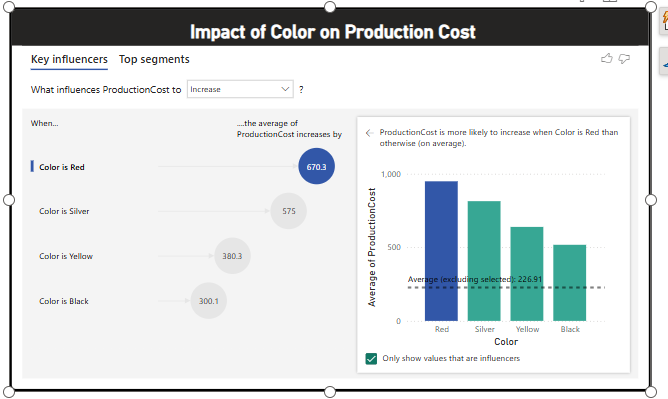 Impact of Color on Production Cost
Key influencers Top segments
What influences ProductionCost to Increase ?
When...
....the average of
ProductionCost increases by
Color is Red 670.3
Color is Silver 575
Color is Yellow 380.3
Color is Black 300.1
ProductionCost is more likely to increase when Color is Red than
otherwise (on average).
Average of ProductionCost
1,000
500
0
Average (excluding selected): 226.91
Red Silver Yellow Black
Color
Only show values that are influencers